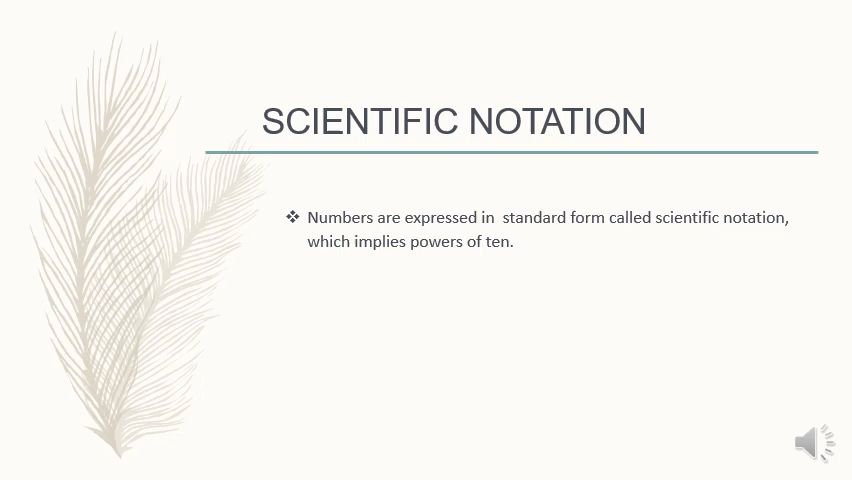 SCIENTIFIC NOTATION
❖ Numbers are expressed in  standard form called scientific notation,
which implies powers of ten.